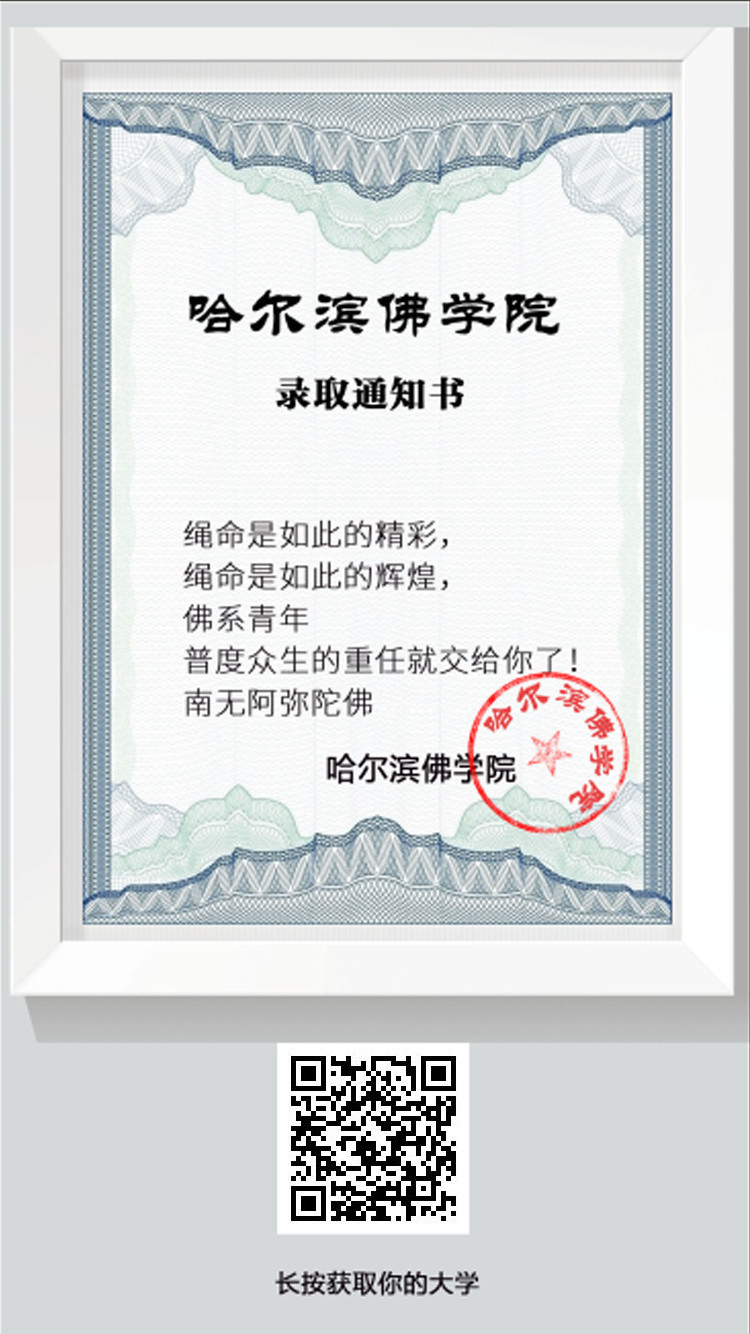 哈尔滨佛学院
录取通知书
绳命是如此的精彩，
绳命是如此的辉煌，
佛系青年
普度众生的重任就交给你了！
南无阿弥陀佛
哈尔滨佛学院
哈尔滨佛学院
长按获取你的大学